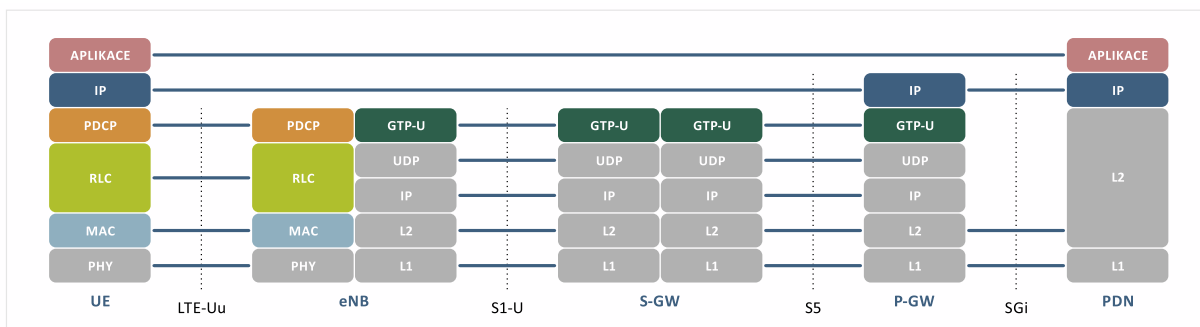 APLIKACE APLIKACE
IP IP IP
PDCP PDCP GTP-U GTP-U GTP-U GTP-U
UDP UDP UDP UDP
RLC RLC L2
IP IP IP IP
MAC MAC L2 L2 L2 L2
PHY PHY L1 L1 L1 L1 L1
UE LTE-Uu eNB S1-U S-GW S5 P-GW SGi PDN